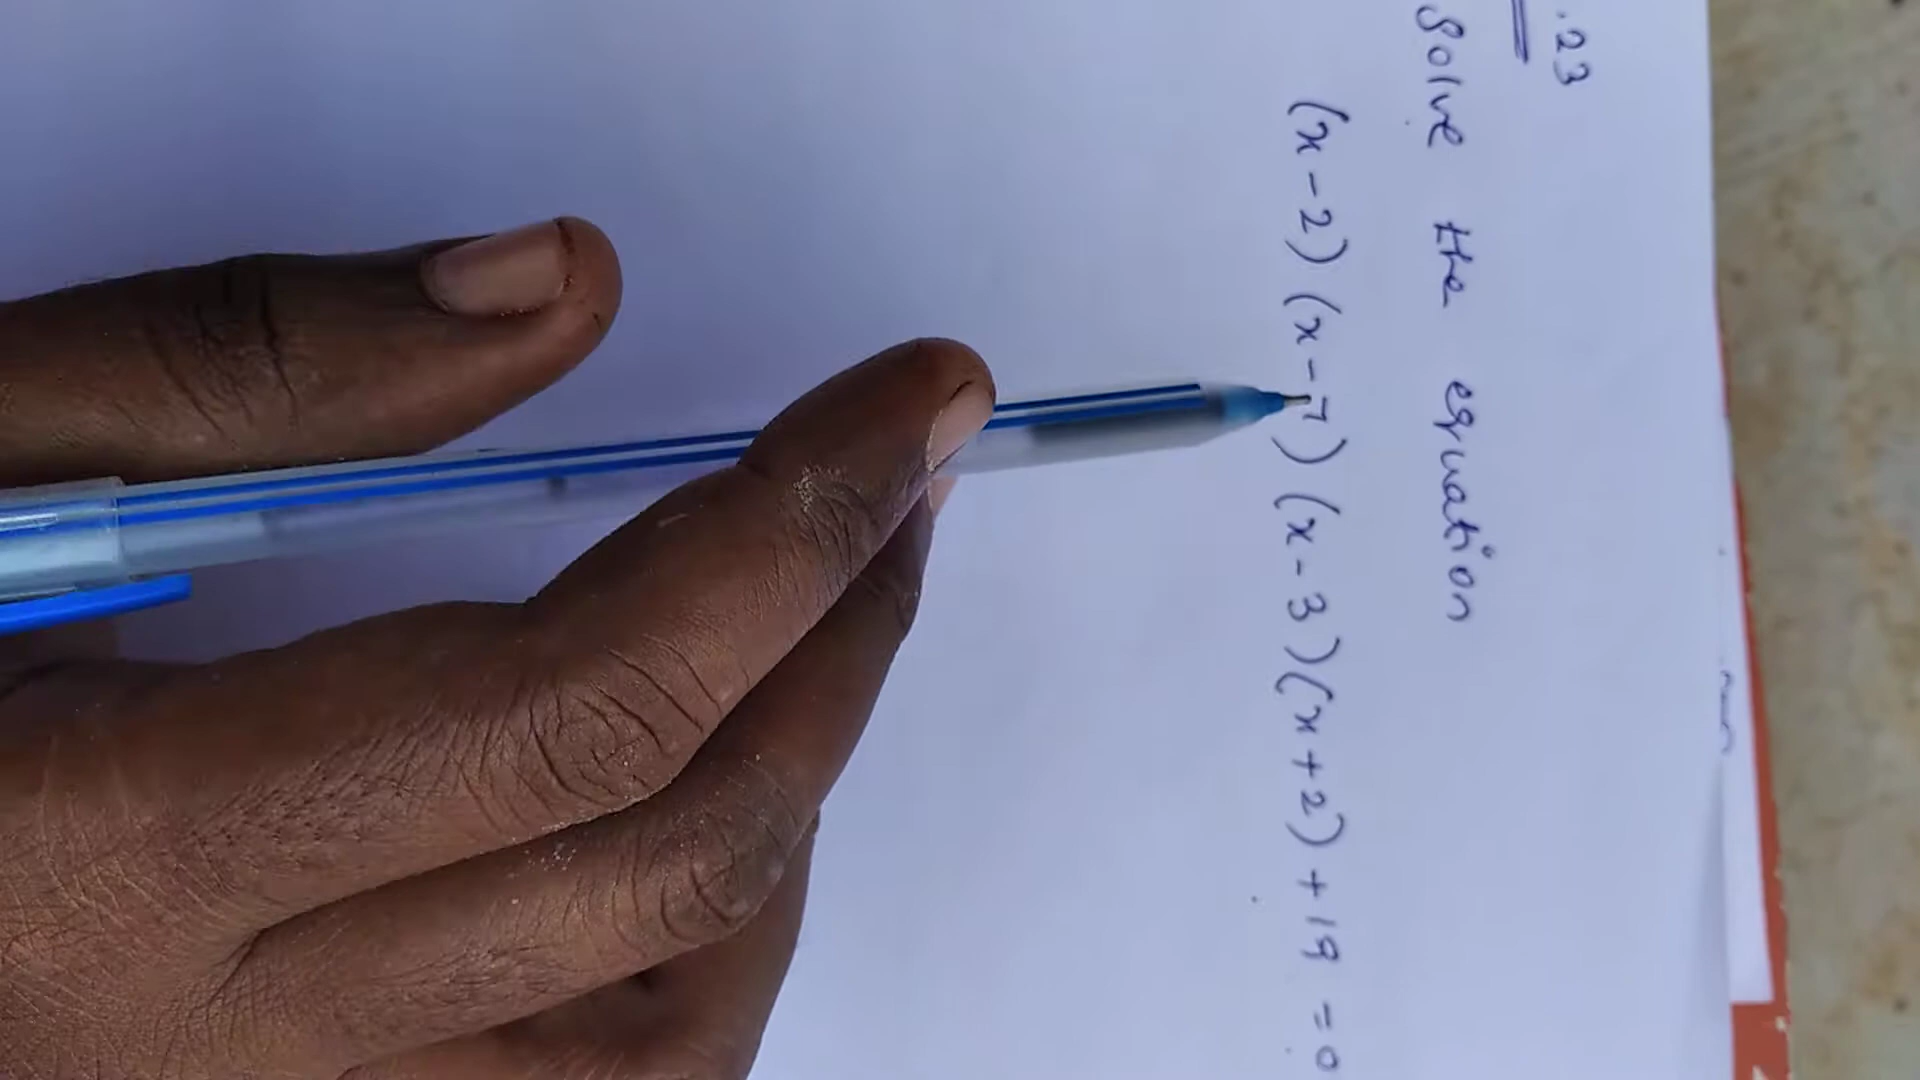 .23
Solve the equation
(x-2)(x-7)(x-3)(x+2)+19=0